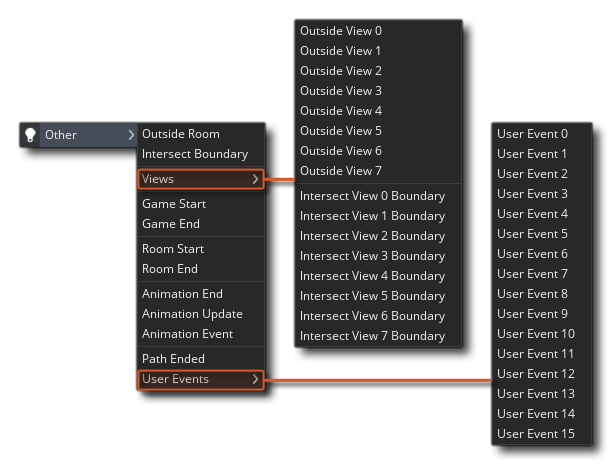 Other
Outside Room
Intersect Boundary
Views
Game Start
Game End
Room Start
Room End
Animation End
Animation Update
Animation Event
Path Ended
User Events
Outside View 0
Outside View 1
Outside View 2
Outside View 3
Outside View 4
Outside View 5
Outside View 6
Outside View 7
Intersect View 0 Boundary
Intersect View 1 Boundary
Intersect View 2 Boundary
Intersect View 3 Boundary
Intersect View 4 Boundary
Intersect View 5 Boundary
Intersect View 6 Boundary
Intersect View 7 Boundary
User Event 0
User Event 1
User Event 2
User Event 3
User Event 4
User Event 5
User Event 6
User Event 7
User Event 8
User Event 9
User Event 10
User Event 11
User Event 12
User Event 13
User Event 14
User Event 15